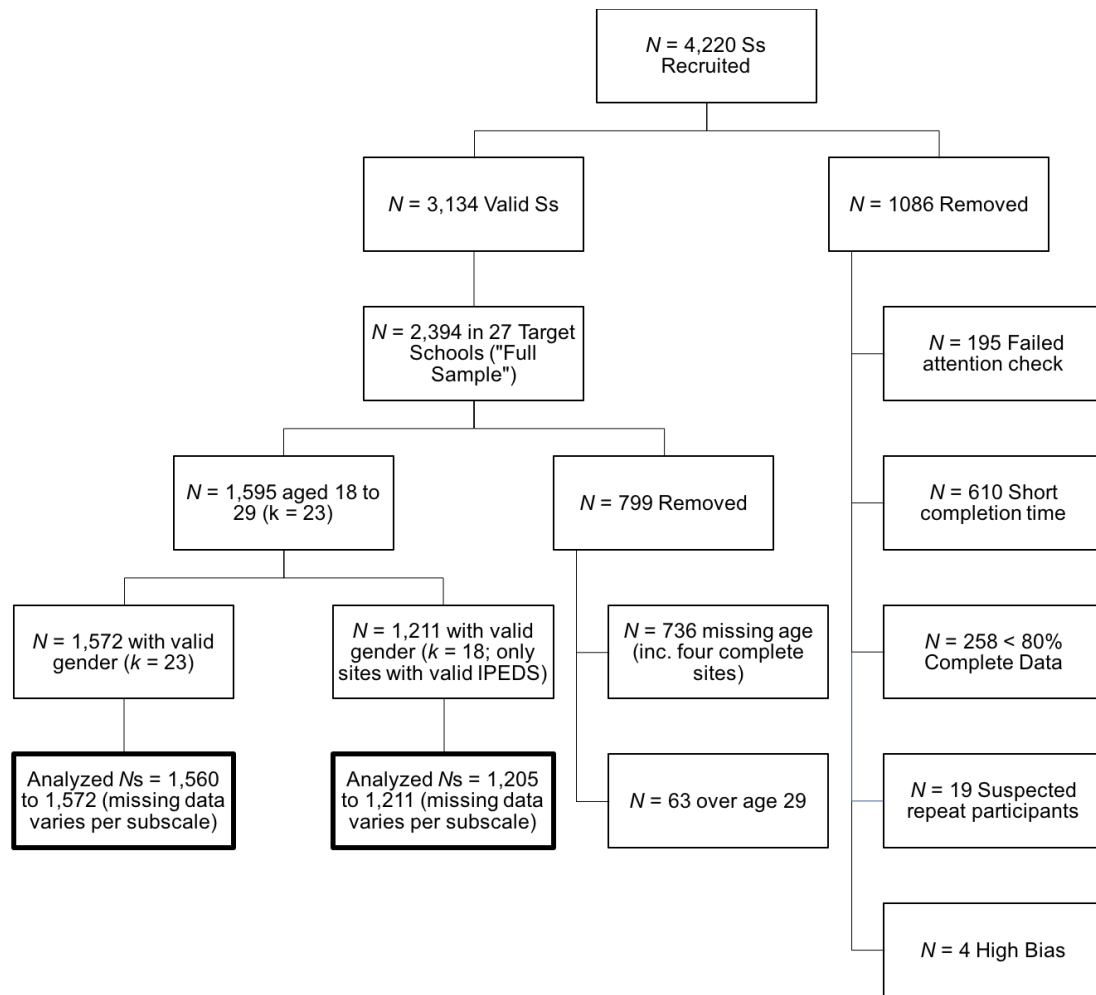 N = 4,220 Ss
Recruited
N = 3,134 Valid Ss
N = 1086 Removed
N = 2,394 in 27 Target
Schools ("Full
Sample")
N = 195 Failed
attention check
N = 1,595 aged 18 to
29 (k = 23)
N = 799 Removed
N = 610 Short
completion time
N = 1,572 with valid
gender (k = 23)
N = 1,211 with valid
gender (k = 18; only
sites with valid IPEDS)
N = 736 missing age
(inc. four complete
sites)
N = 258 < 80%
Complete Data
Analyzed Ns = 1,560
to 1,572 (missing data
varies per subscale)
Analyzed Ns = 1,205
to 1,211 (missing data
varies per subscale)
N = 63 over age 29
N = 19 Suspected
repeat participants
N = 4 High Bias